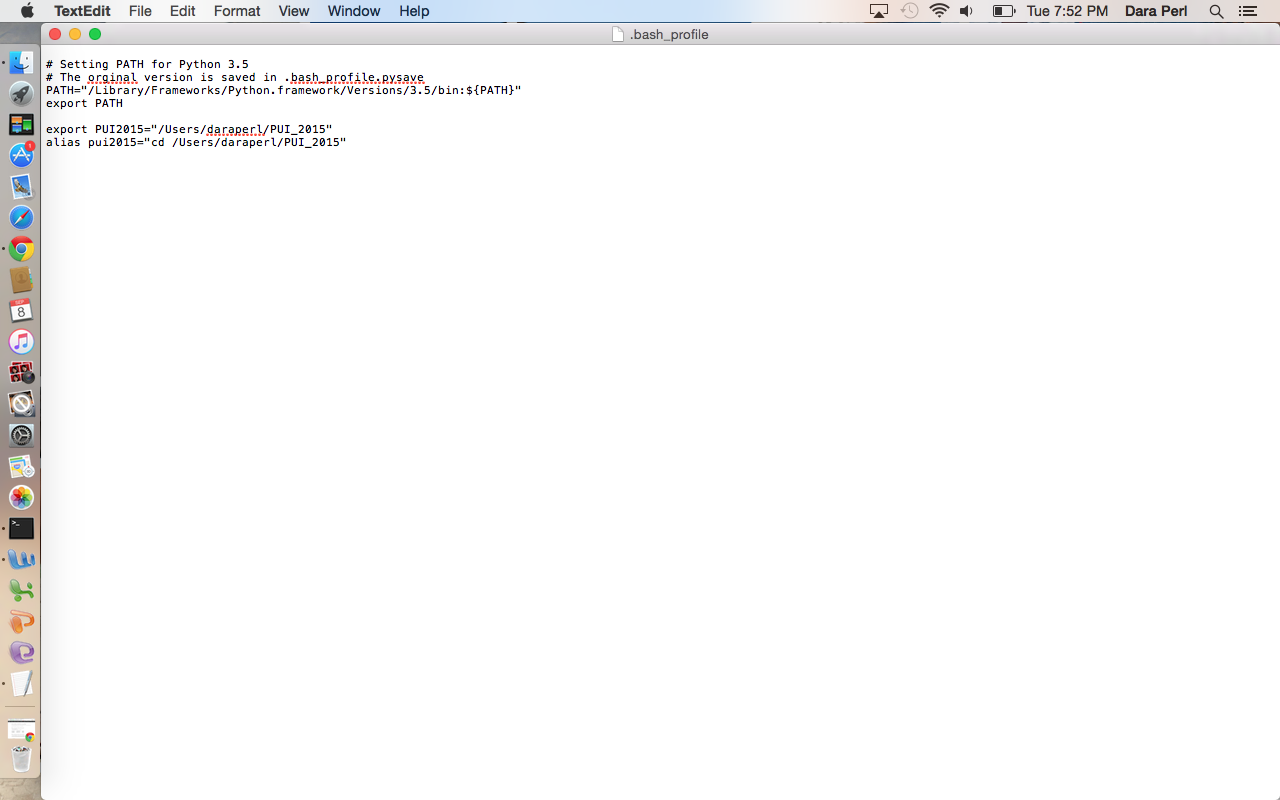 TextEdit File Edit Format View Window Help Tue 7:52 PM Dara Perl
.bash_profile
# Setting PATH for Python 3.5
# The orginal version is saved in .bash_profile.pysave
PATH="/Library/Frameworks/Python.framework/Versions/3.5/bin:${PATH}"
export PATH
export PUI2015="/Users/daraperl/PUI_2015"
alias pui2015="cd /Users/daraperl/PUI_2015"
1
8
>_